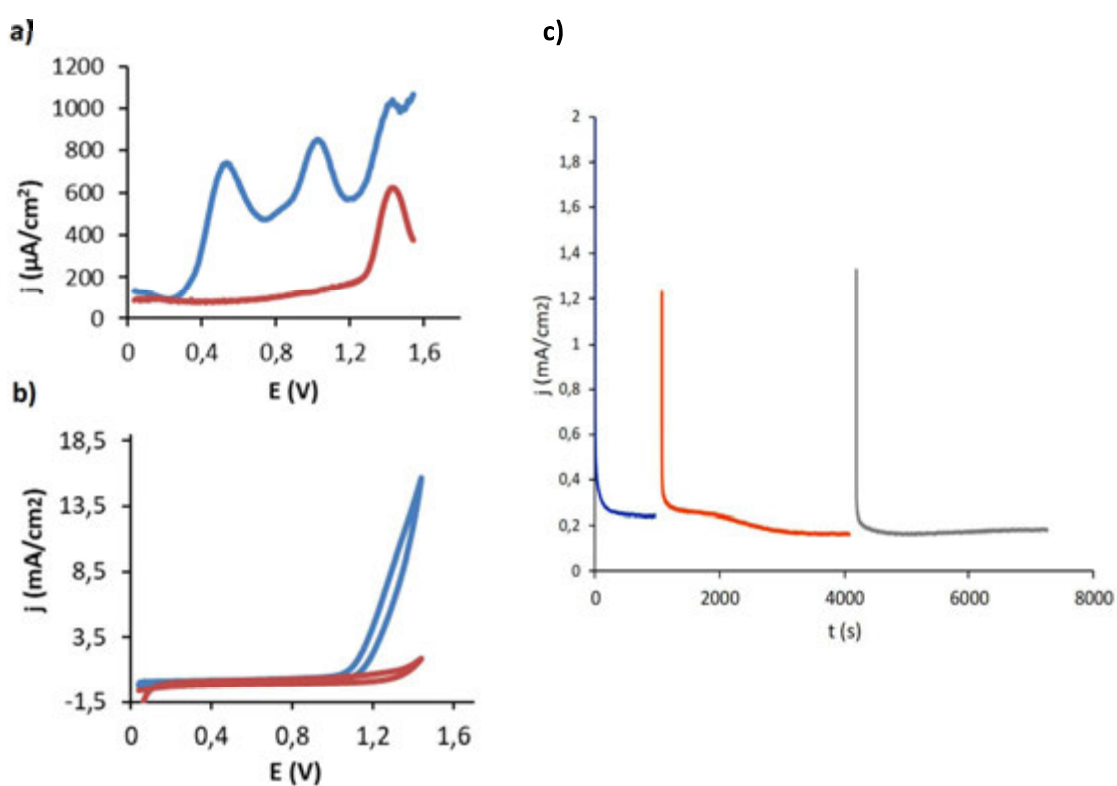 a)
1200
1000
800
600
400
200
0
j (µA/cm²)
0 0,4 0,8 1,2 1,6
E (V)
b)
18,5
13,5
8,5
3,5
-1,5
j (mA/cm2)
0 0,4 0,8 1,2 1,6
E (V)
c)
2
1,8
1,6
1,4
1,2
1
0,8
0,6
0,4
0,2
0
j (mA/cm2)
0 2000 4000 6000 8000
t (s)